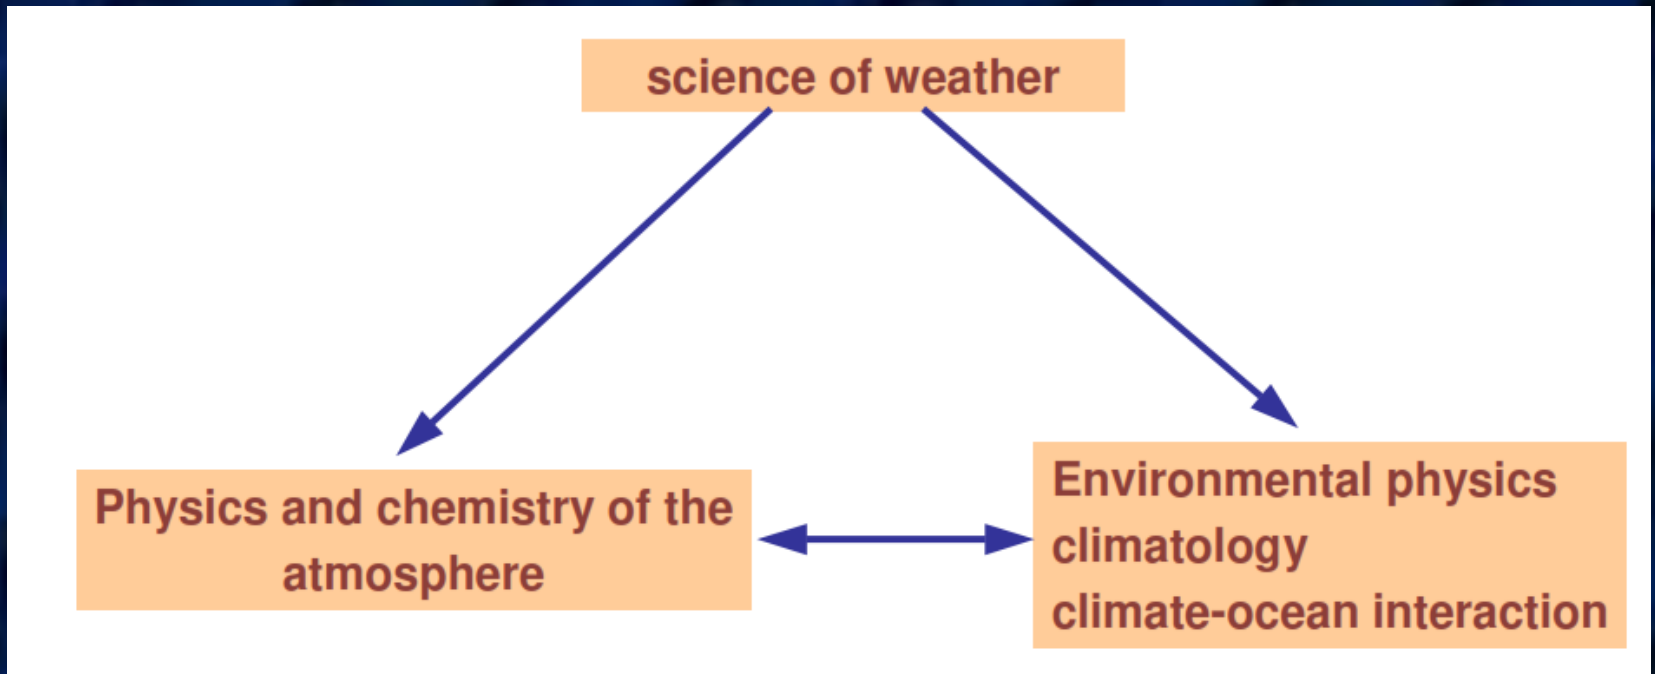 science of weather
Physics and chemistry of the
atmosphere
Environmental physics
climatology
climate-ocean interaction